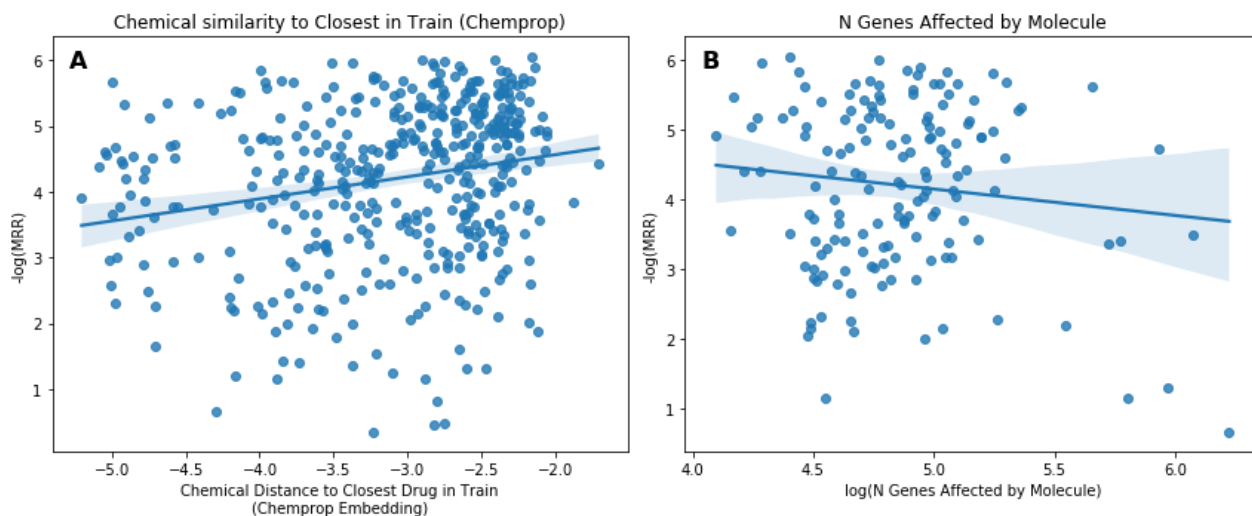 Chemical similarity to Closest in Train (Chemprop)
A
6
5
4
3
2
1
-log(MRR)
−5.0 −4.5 −4.0 −3.5 −3.0 −2.5 −2.0
Chemical Distance to Closest Drug in Train
(Chemprop Embedding)
N Genes Affected by Molecule
B
6
5
4
3
2
1
-log(MRR)
4.0 4.5 5.0 5.5 6.0
log(N Genes Affected by Molecule)